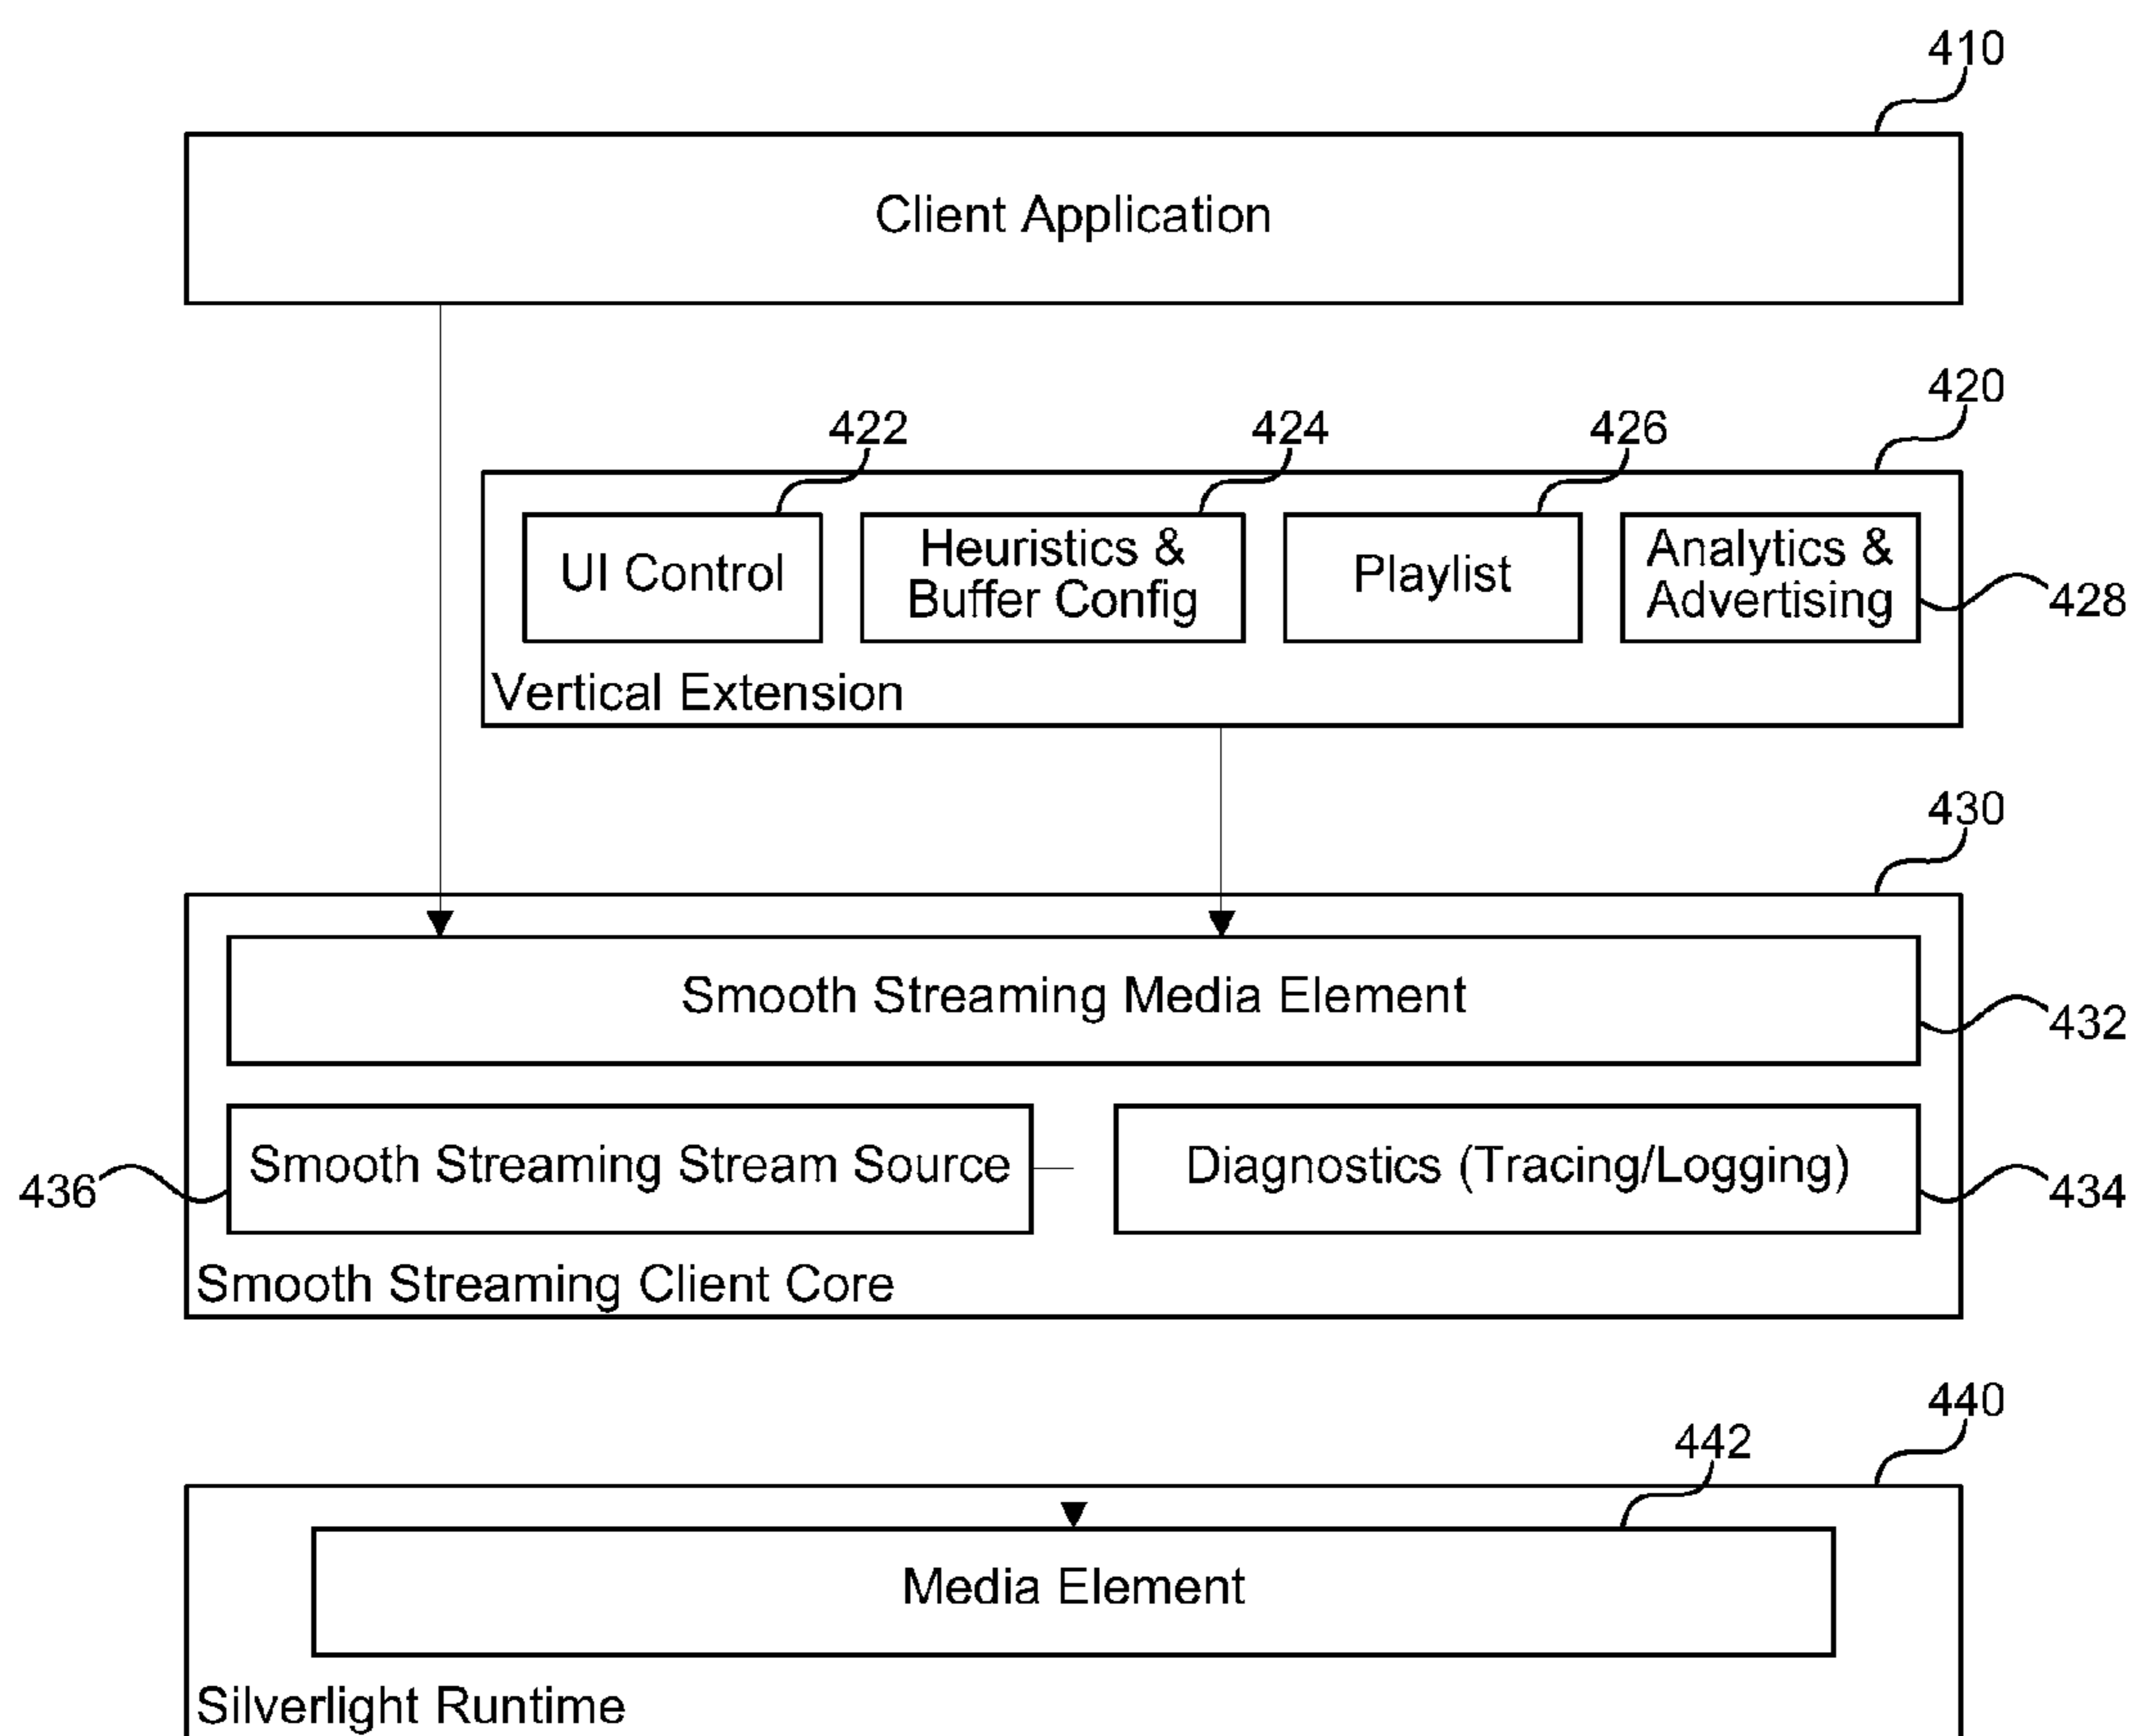 410
Client Application
420
422
424
426
UI Control
Heuristics &
Buffer Config
Playlist
Analytics &
Advertising
428
Vertical Extension
430
Smooth Streaming Media Element
432
436
Smooth Streaming Stream Source
Diagnostics (Tracing/Logging)
434
Smooth Streaming Client Core
440
442
Media Element
Silverlight Runtime